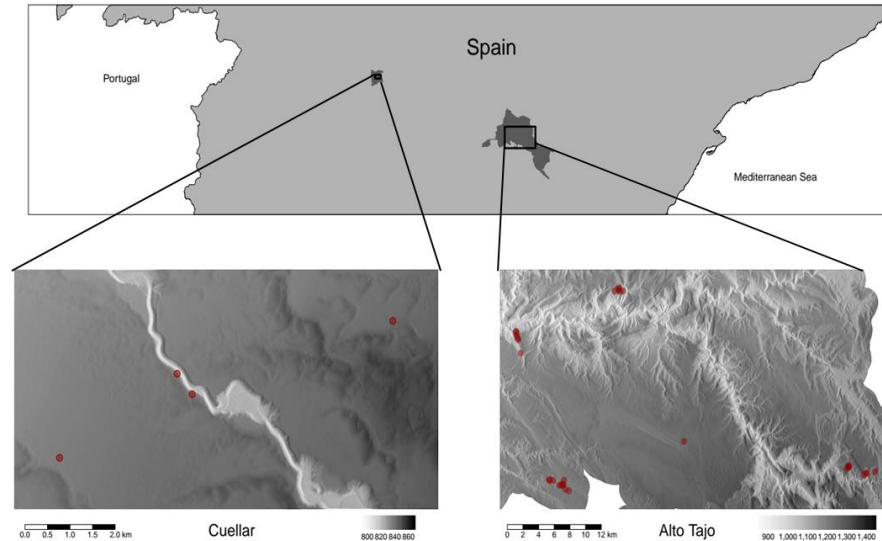 Spain
Portugal
Mediterranean Sea
0.0 0.5 1.0 1.5 2.0 km
Cuellar
800 820 840 860
0 2 4 6 8 10 12 km
Alto Tajo
900 1,000 1,100 1,200 1,300 1,400